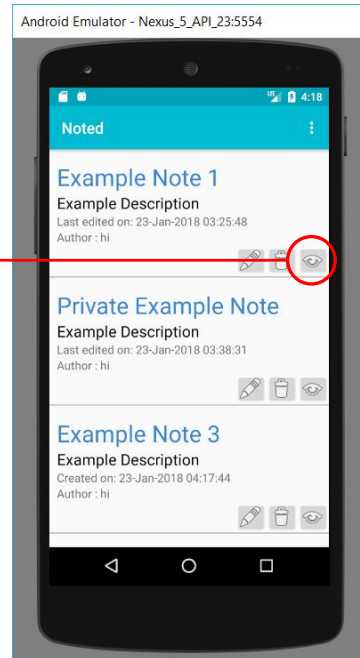 Android Emulator - Nexus_5_API_23:5554
LTE 4:18
Noted
Example Note 1
Example Description
Last edited on: 23-Jan-2018 03:25:48
Author : hi
Private Example Note
Example Description
Last edited on: 23-Jan-2018 03:38:31
Author : hi
Example Note 3
Example Description
Created on: 23-Jan-2018 04:17:44
Author : hi